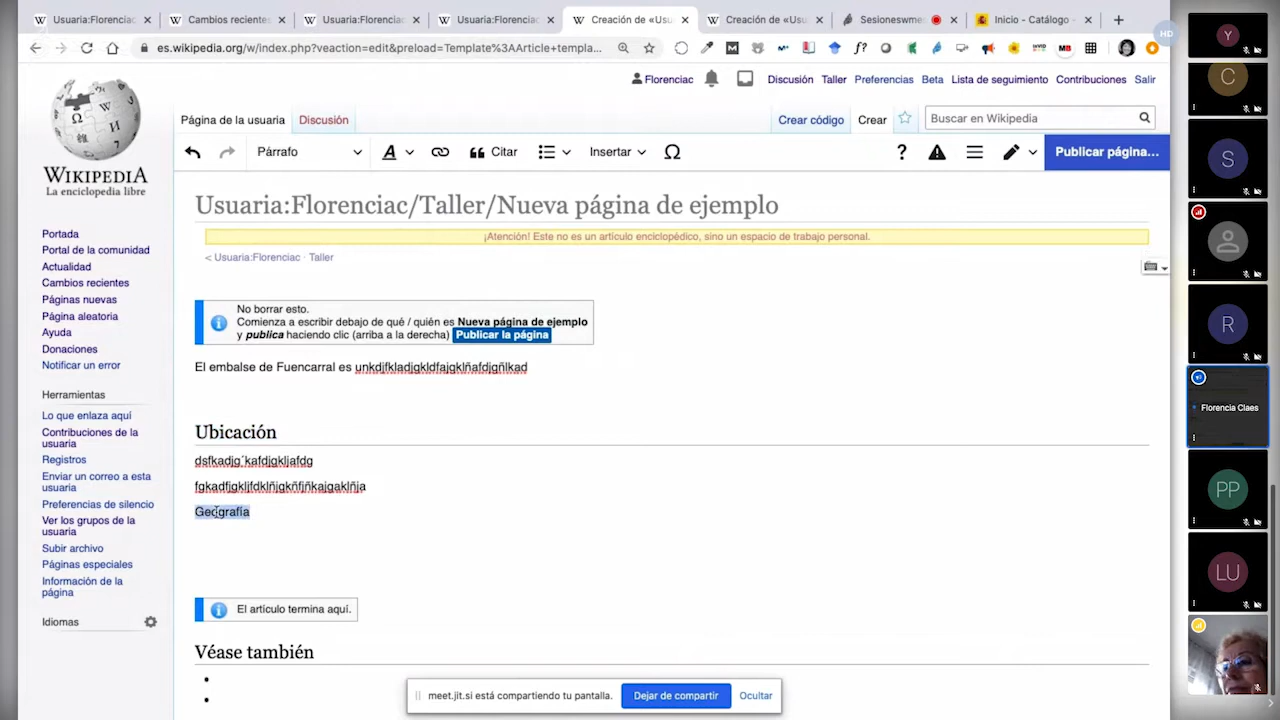 Usuaria:Florenciac
Cambios recientes
Usuaria:Florenciac
Usuaria:Florenciac
Creación de «Usu
Creación de «Usu
Sesioneswme
Inicio - Catálogo
es.wikipedia.org/w/index.php?veaction=edit&preload=Template%3AArticle+templa...
HD
Florenciac
Discusión
Taller
Preferencias
Beta
Lista de seguimiento
Contribuciones
Salir
Página de la usuaria
Discusión
Crear código
Crear
Buscar en Wikipedia
WIKIPEDIA
La enciclopedia libre
Párrafo
A
Citar
Insertar
Ω
?
Publicar página...
Usuaria:Florenciac/Taller/Nueva página de ejemplo
¡Atención! Este no es un artículo enciclopédico, sino un espacio de trabajo personal.
< Usuaria:Florenciac · Taller
No borrar esto.
Comienza a escribir debajo de qué / quién es Nueva página de ejemplo
y publica haciendo clic (arriba a la derecha) Publicar la página
El embalse de Fuencarral es unkdjfkladjgkldfajgklñafdjgñlkad
Ubicación
dsfkadjg´kafdjgkljafdg
fgkadfjgkljfdklñjgkñfjñkajgaklñja
Geografía
El artículo termina aquí.
Véase también
Portada
Portal de la comunidad
Actualidad
Cambios recientes
Páginas nuevas
Página aleatoria
Ayuda
Donaciones
Notificar un error
Herramientas
Lo que enlaza aquí
Contribuciones de la
usuaria
Registros
Enviar un correo a esta
usuaria
Preferencias de silencio
Ver los grupos de la
usuaria
Subir archivo
Páginas especiales
Información de la
página
Idiomas
meet.jit.si está compartiendo tu pantalla.
Dejar de compartir
Ocultar
Y
C
S
R
Florencia Claes
PP
LU